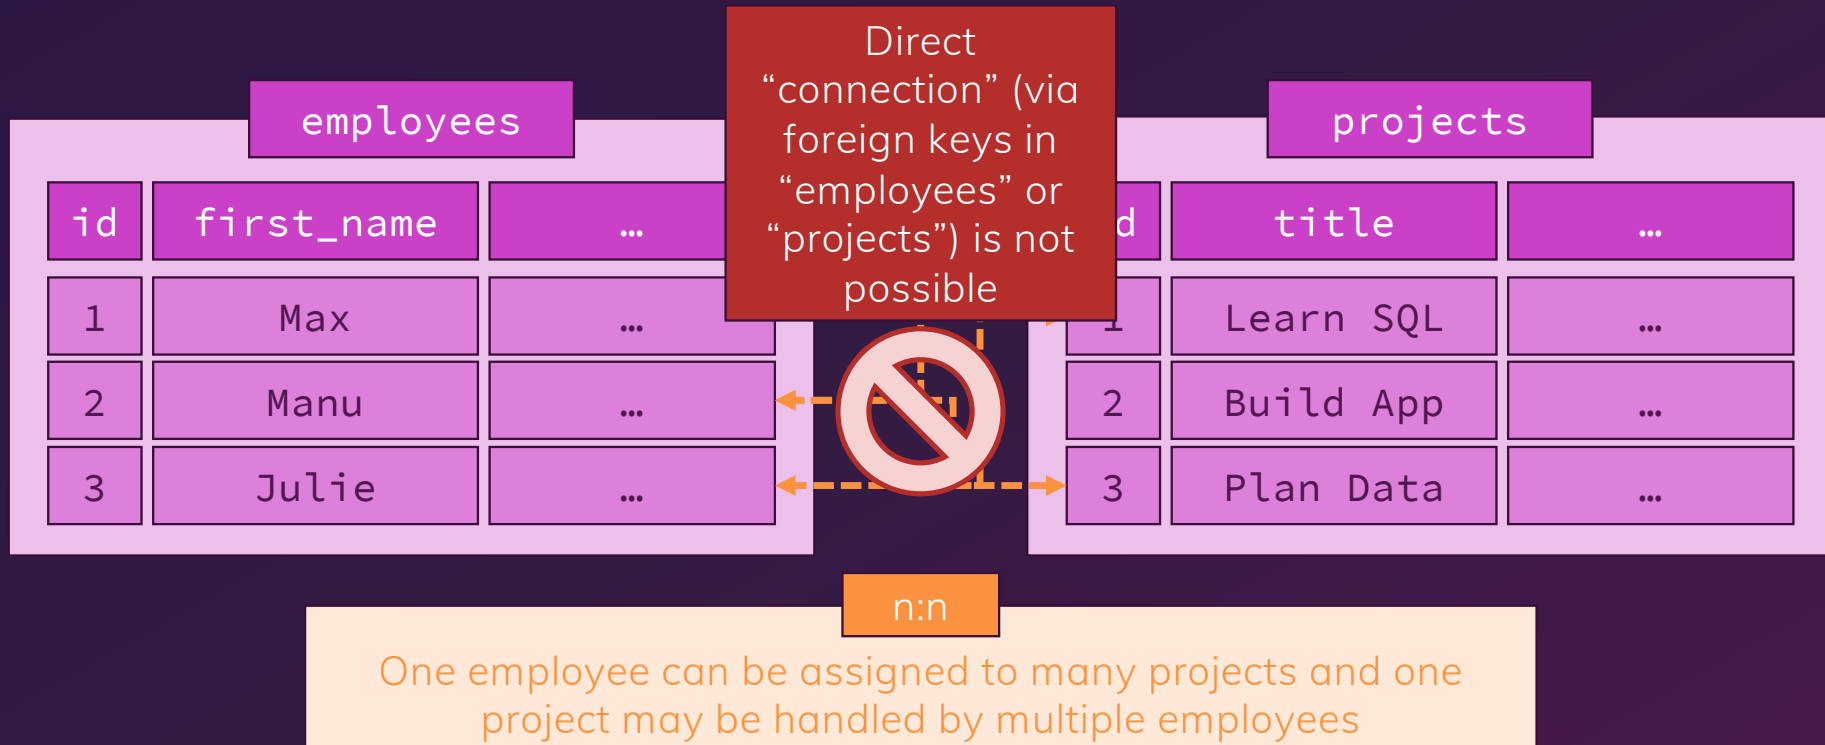 Direct
“connection” (via
foreign keys in
“employees” or
“projects”) is not
possible
employees
id first_name …
1 Max …
2 Manu …
3 Julie …
projects
d title …
1 Learn SQL …
2 Build App …
3 Plan Data …
n:n
One employee can be assigned to many projects and one
project may be handled by multiple employees